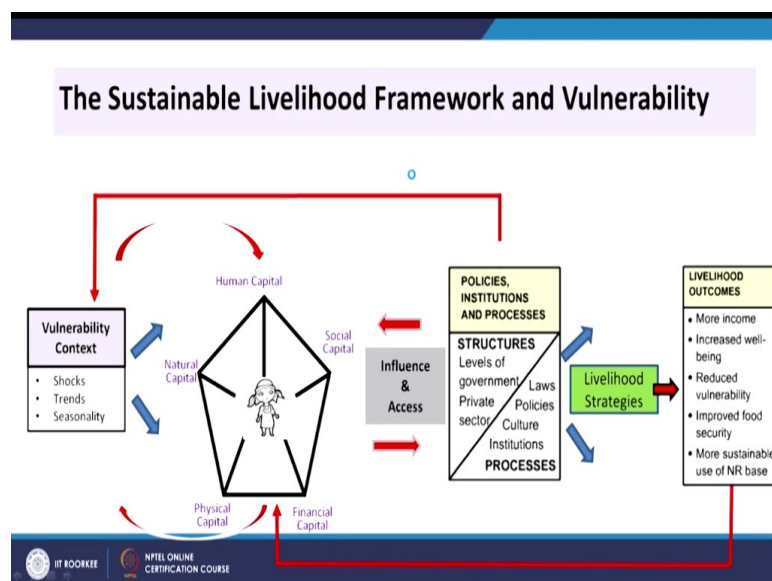 The Sustainable Livelihood Framework and Vulnerability
Human Capital
Vulnerability
Context
• Shocks
• Trends
• Seasonality
Natural
Capital
Social
Capital
Physical
Capital
Financial
Capital
Influence
&
Access
POLICIES,
INSTITUTIONS
AND PROCESSES
STRUCTURES
Levels of
government
Private
sector
Laws
Policies
Culture
Institutions
PROCESSES
Livelihood
Strategies
LIVELIHOOD
OUTCOMES
• More income
• Increased well-
being
• Reduced
vulnerability
• Improved food
security
• More sustainable
use of NR base
IIT ROORKEE
NPTEL ONLINE
CERTIFICATION COURSE